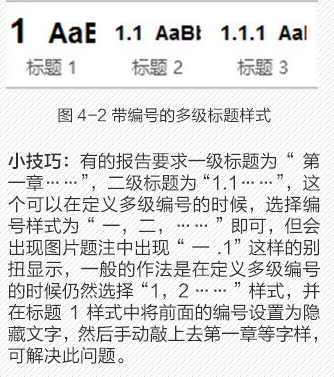 1 AaB 1.1 AaBb 1.1.1 AaI
标题 1 标题 2 标题 3
图 4-2 带编号的多级标题样式
小技巧：有的报告要求一级标题为“ 第
一章……”，二级标题为“1.1……”，这
个可以在定义多级编号的时候，选择编
号样式为“ 一，二，…… ” 即可，但会
出现图片题注中出现“ 一 .1” 这样的别
扭显示，一般的作法是在定义多级编号
的时候仍然选择“1，2 …… ” 样式，并
在标题 1 样式中将前面的编号设置为隐
藏文字，然后手动敲上去第一章等字样，
可解决此问题。